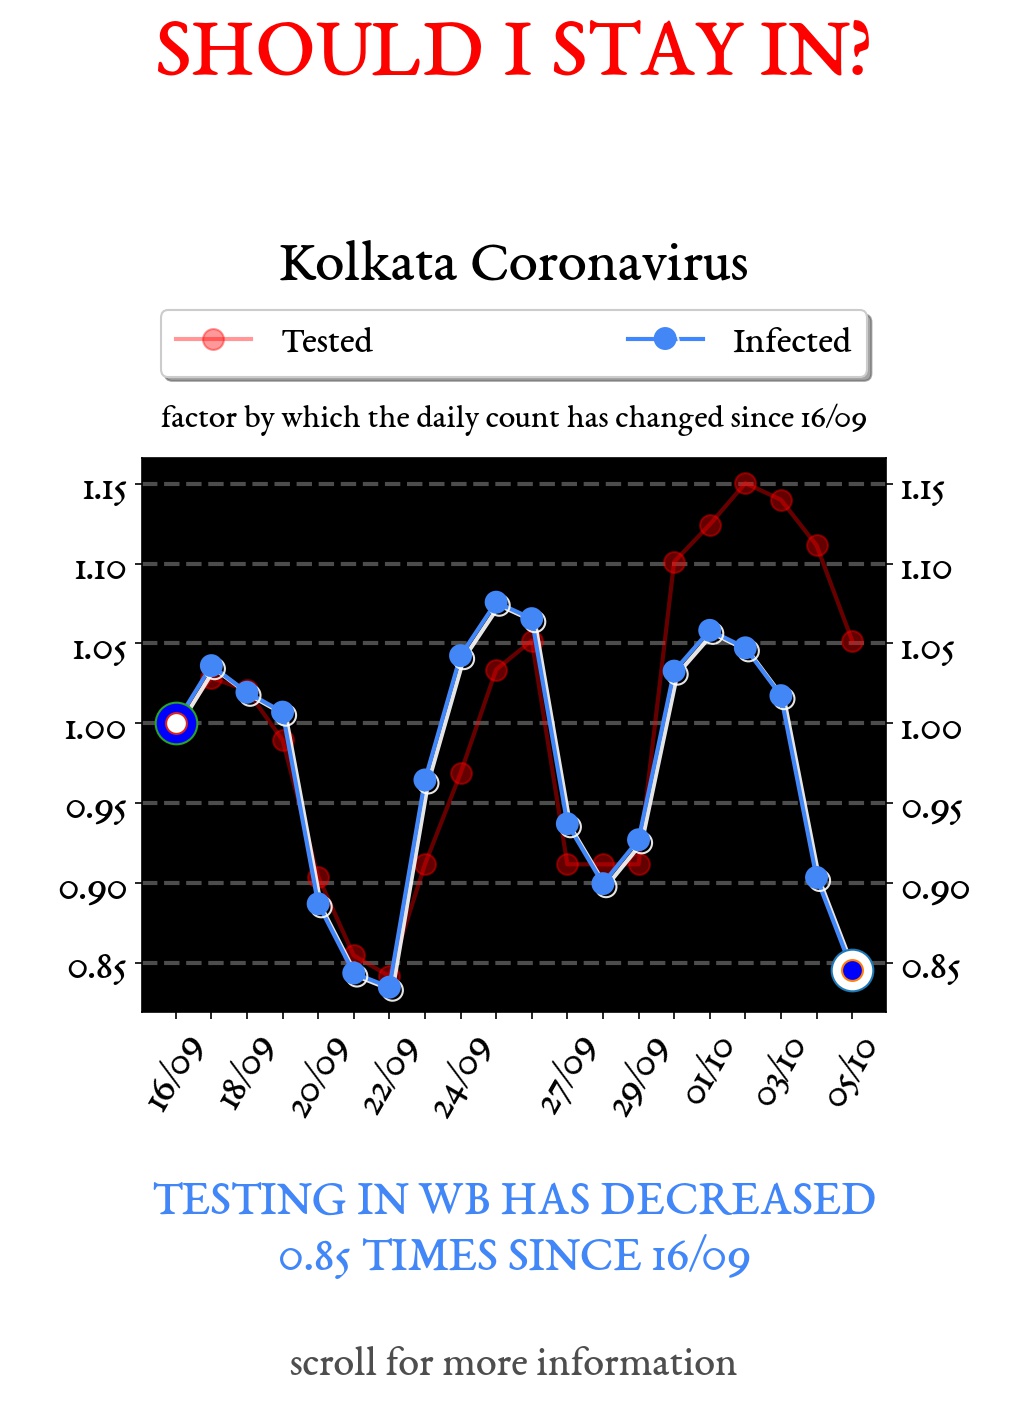 SHOULD I STAY IN?
Kolkata Coronavirus
Tested Infected
factor by which the daily count has changed since 16/09
1.15 1.15
1.10 1.10
1.05 1.05
1.00 1.00
0.95 0.95
0.90 0.90
0.85 0.85
16/09 18/09 20/09 22/09 24/09 27/09 29/09 01/10 03/10 05/10
TESTING IN WB HAS DECREASED
0.85 TIMES SINCE 16/09
scroll for more information